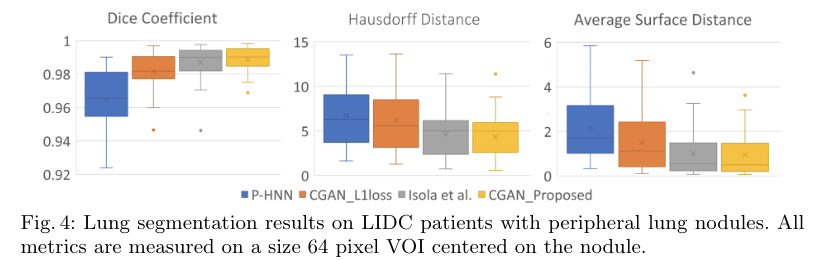 Dice Coefficient
Hausdorff Distance
Average Surface Distance
1
0.98
0.96
0.94
0.92
15
10
5
0
6
4
2
0
P-HNN CGAN_L1loss Isola et al. CGAN_Proposed
Fig. 4: Lung segmentation results on LIDC patients with peripheral lung nodules. All
metrics are measured on a size 64 pixel VOI centered on the nodule.